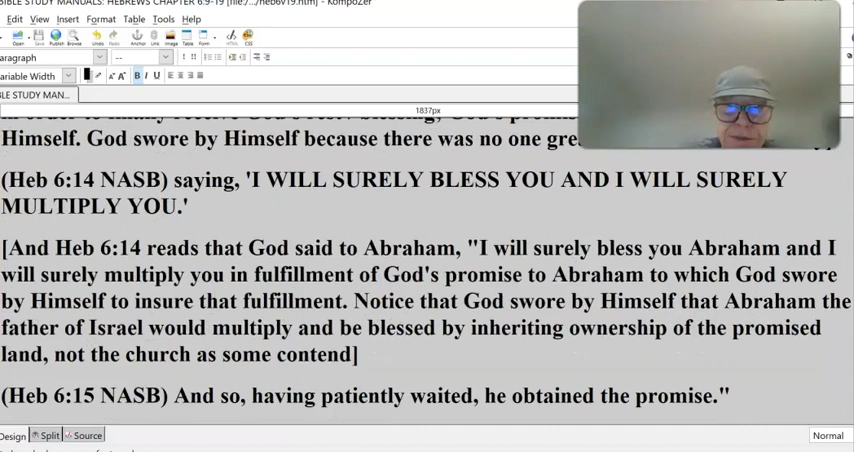 BIBLE STUDY MANUALS: HEBREWS CHAPTER 6:9-19 [file:/.../heb6v19.htm] - KompoZer
Edit View Insert Format Table Tools Help
Open Save Publish Browse Undo Redo Anchor Link Image Table Form HTML CSS
aragraph --
ariable Width A A B I U
BLE STUDY MAN...
1837px
in order to finally receive God's
Himself. God swore by Himself because there was no one gre
(Heb 6:14 NASB) saying, 'I WILL SURELY BLESS YOU AND I WILL SURELY
MULTIPLY YOU.'
[And Heb 6:14 reads that God said to Abraham, "I will surely bless you Abraham and I
will surely multiply you in fulfillment of God's promise to Abraham to which God swore
by Himself to insure that fulfillment. Notice that God swore by Himself that Abraham the
father of Israel would multiply and be blessed by inheriting ownership of the promised
land, not the church as some contend]
(Heb 6:15 NASB) And so, having patiently waited, he obtained the promise."
Design Split Source Normal